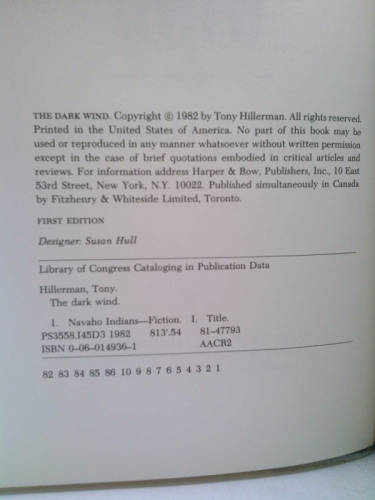 THE DARK WIND. Copyright © 1982 by Tony Hillerman. All rights reserved.
Printed in the United States of America. No part of this book may be
used or reproduced in any manner whatsoever without written permission
except in the case of brief quotations embodied in critical articles and
reviews. For information address Harper & Row, Publishers, Inc., 10 East
53rd Street, New York, N.Y. 10022. Published simultaneously in Canada
by Fitzhenry & Whiteside Limited, Toronto.
FIRST EDITION
Designer: Susan Hull
Library of Congress Cataloging in Publication Data
Hillerman, Tony.
The dark wind.
1. Navaho Indians—Fiction. I. Title.
PS3558.I45D3 1982 813'.54 81-47793
ISBN 0-06-014936-1 AACR2
82 83 84 85 86 10 9 8 7 6 5 4 3 2 1